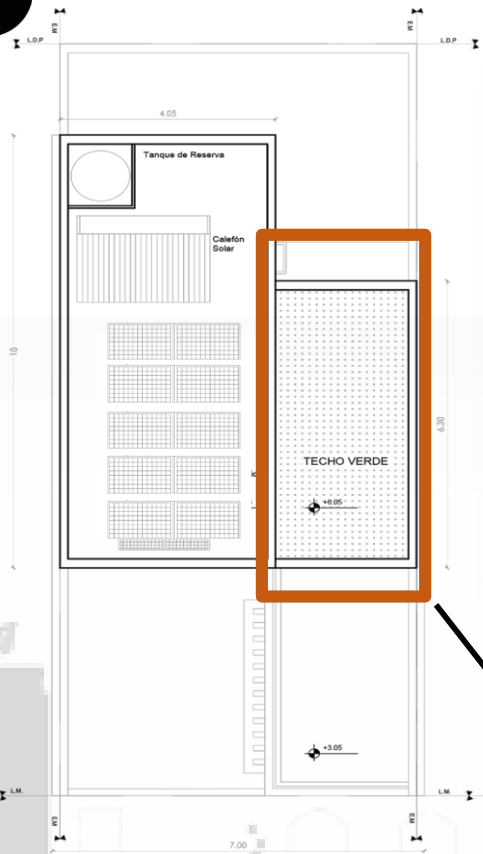 E.M
E.M
L.D.P
L.D.P
4.05
Tanque de Reserva
Calefón
Solar
10
6.30
TECHO VERDE
+6.05
+3.05
L.M.
L.M.
E.M
E.M
7.00